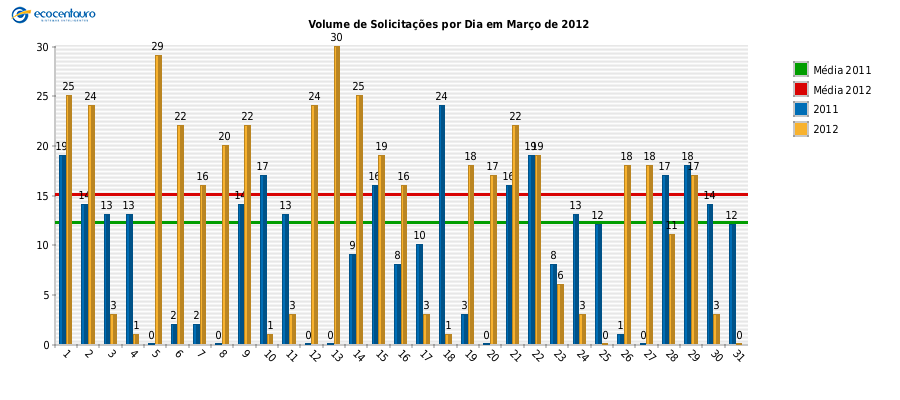 ecocentauro
Volume de Solicitações por Dia em Março de 2012
30
25
20
15
10
5
0
19 25 14 24 13 3 13 1 0 29 2 22 2 16 0 20 14 22 17 1 13 3 0 24 0 30 9 25 16 19 8 16 10 3 24 1 3 18 0 17 16 22 19 19 8 6 13 3 12 0 1 18 0 18 17 11 18 17 14 3 12 0
1 2 3 4 5 6 7 8 9 10 11 12 13 14 15 16 17 18 19 20 21 22 23 24 25 26 27 28 29 30 31
Média 2011
Média 2012
2011
2012